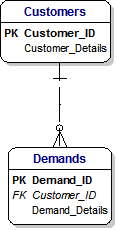 Customers
PK Customer_ID
Customer_Details
Demands
PK Demand_ID
FK Customer_ID
Demand_Details